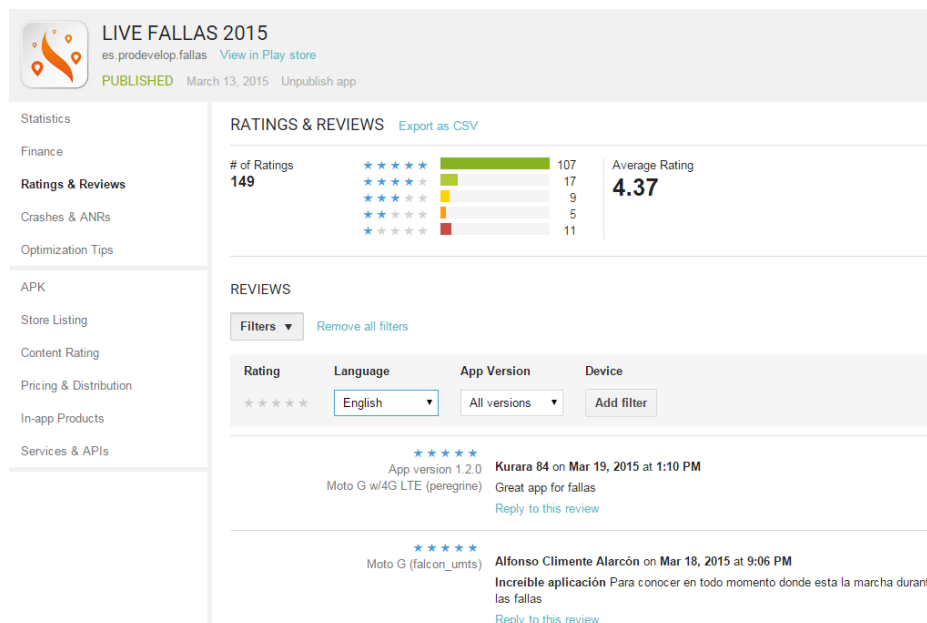 LIVE FALLAS 2015
es.prodevelop.fallas View in Play store
PUBLISHED March 13, 2015 Unpublish app
Statistics
Finance
Ratings & Reviews
Crashes & ANRs
Optimization Tips
APK
Store Listing
Content Rating
Pricing & Distribution
In-app Products
Services & APIs
RATINGS & REVIEWS Export as CSV
# of Ratings
149
107
17
9
5
11
Average Rating
4.37
REVIEWS
Filters
Remove all filters
Rating Language App Version Device
English All versions Add filter
App version 1.2.0
Moto G w/4G LTE (peregrine)
Kurara 84 on Mar 19, 2015 at 1:10 PM
Great app for fallas
Reply to this review
Moto G (falcon_umts)
Alfonso Climente Alarcón on Mar 18, 2015 at 9:06 PM
Increíble aplicación Para conocer en todo momento donde esta la marcha durant
las fallas
Reply to this review